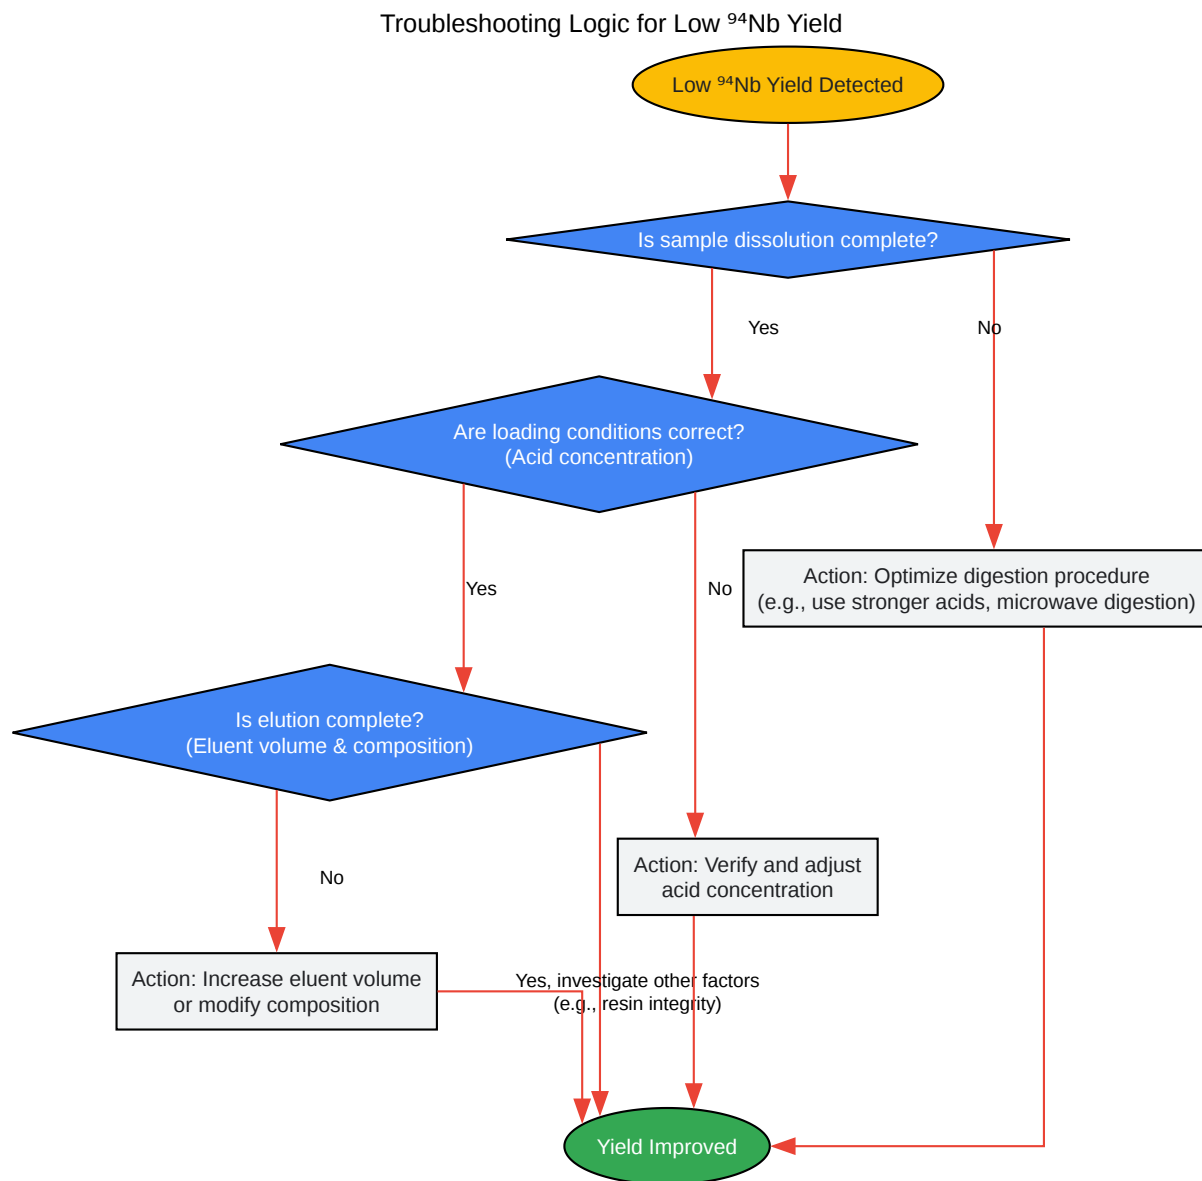 Troubleshooting Logic for Low ⁹⁴Nb Yield
Low ⁹⁴Nb Yield Detected
Is sample dissolution complete?
Yes
No
Are loading conditions correct?
(Acid concentration)
Yes
No
Action: Optimize digestion procedure
(e.g., use stronger acids, microwave digestion)
Is elution complete?
(Eluent volume & composition)
No
Action: Verify and adjust
acid concentration
Action: Increase eluent volume
or modify composition
Yes, investigate other factors
(e.g., resin integrity)
Yield Improved